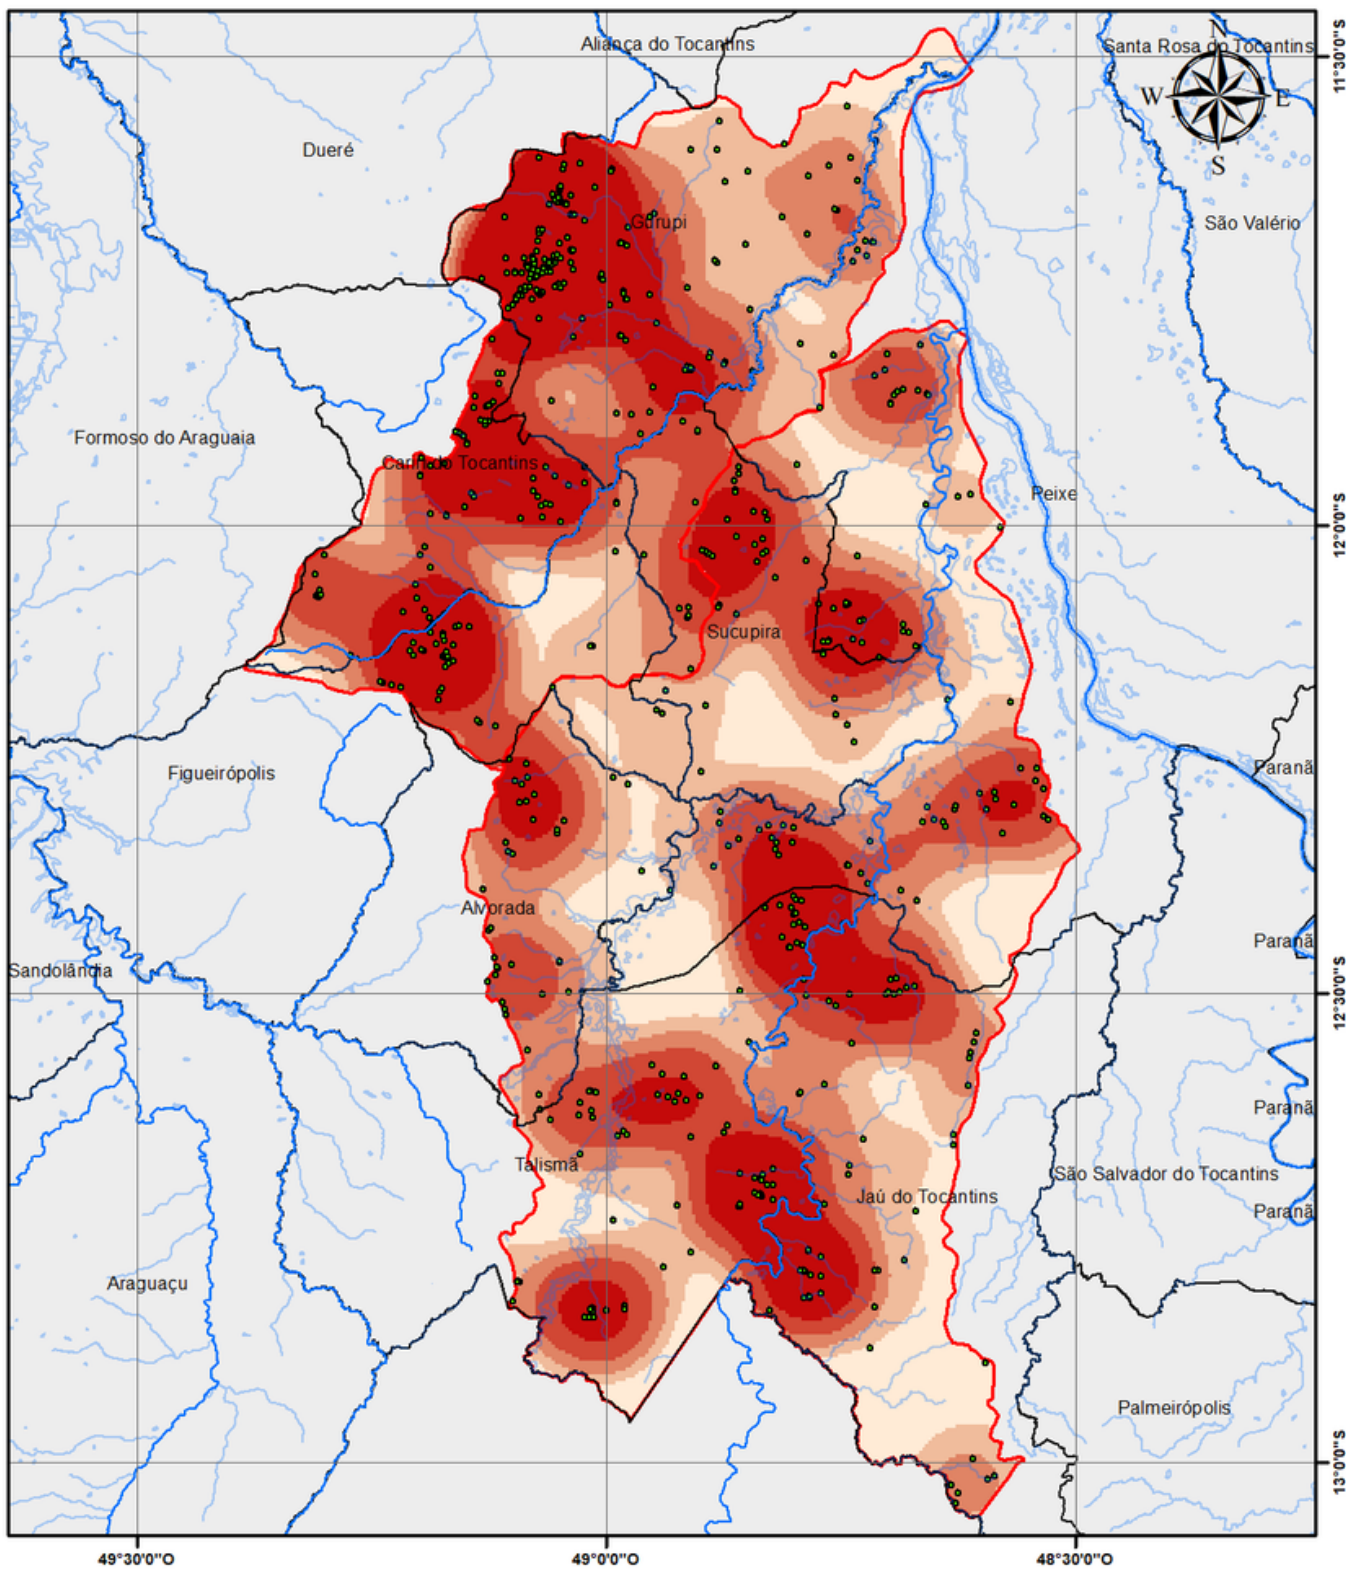 Aliança do Tocantins
N
Santa Rosa do Tocantins
11°30'0"S
W
E
S
Dueré
Gurupi
São Valério
Formoso do Araguaia
Cariri do Tocantins
Peixe
12°0'0"S
Sucupira
Figueirópolis
Paranã
Alvorada
Paranã
Sandolândia
12°30'0"S
Paranã
Talismã
São Salvador do Tocantins
Jaú do Tocantins
Paranã
Araguaçu
Palmeirópolis
13°0'0"S
49°30'0"O
49°0'0"O
48°30'0"O